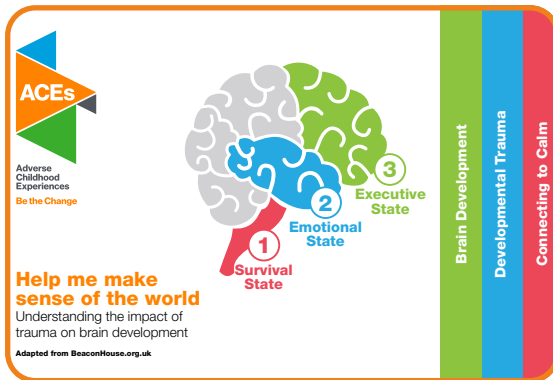 ACEs
Adverse
Childhood
Experiences
Be the Change
3
Executive
State
2
Emotional
State
1
Survival
State
Help me make
sense of the world
Understanding the impact of
trauma on brain development
Adapted from BeaconHouse.org.uk
Brain Development
Developmental Trauma
Connecting to Calm